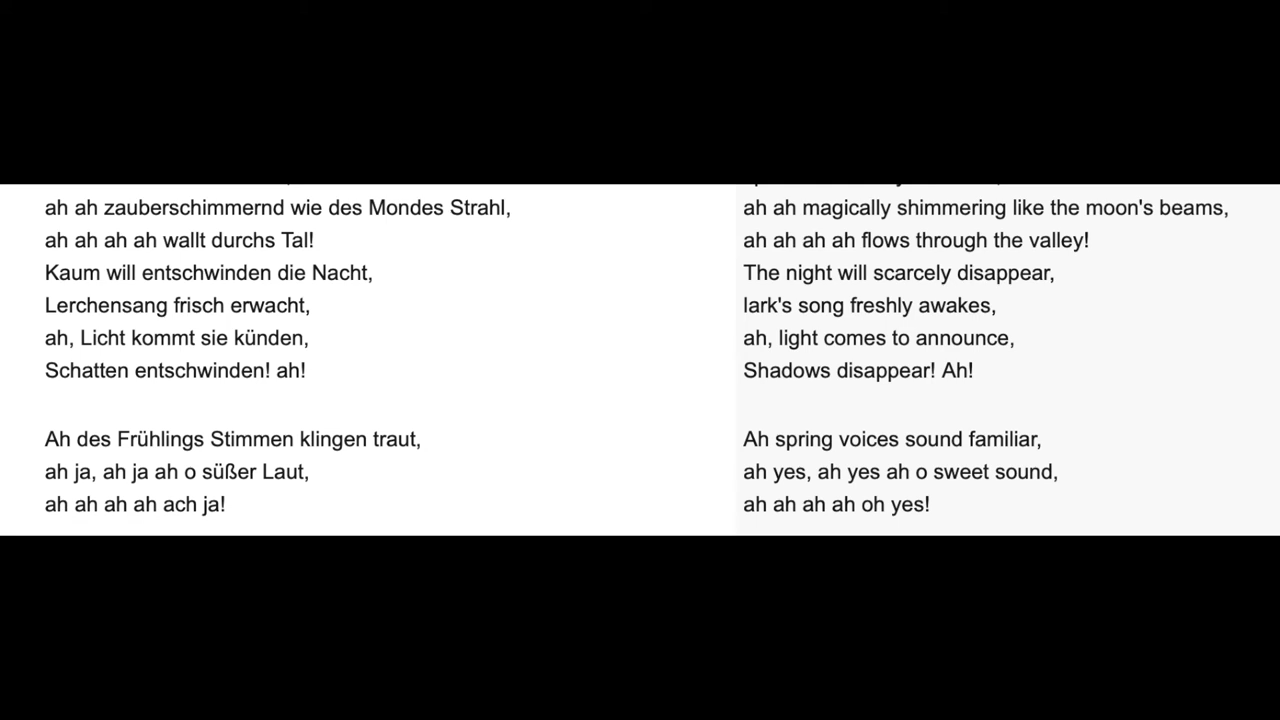 ah ah zauberschimmernd wie des Mondes Strahl,
ah ah ah ah wallt durchs Tal!
Kaum will entschwinden die Nacht,
Lerchensang frisch erwacht,
ah, Licht kommt sie künden,
Schatten entschwinden! ah!
Ah des Frühlings Stimmen klingen traut,
ah ja, ah ja ah o süßer Laut,
ah ah ah ah ach ja!
ah ah magically shimmering like the moon's beams,
ah ah ah ah flows through the valley!
The night will scarcely disappear,
lark's song freshly awakes,
ah, light comes to announce,
Shadows disappear! Ah!
Ah spring voices sound familiar,
ah yes, ah yes ah o sweet sound,
ah ah ah ah oh yes!